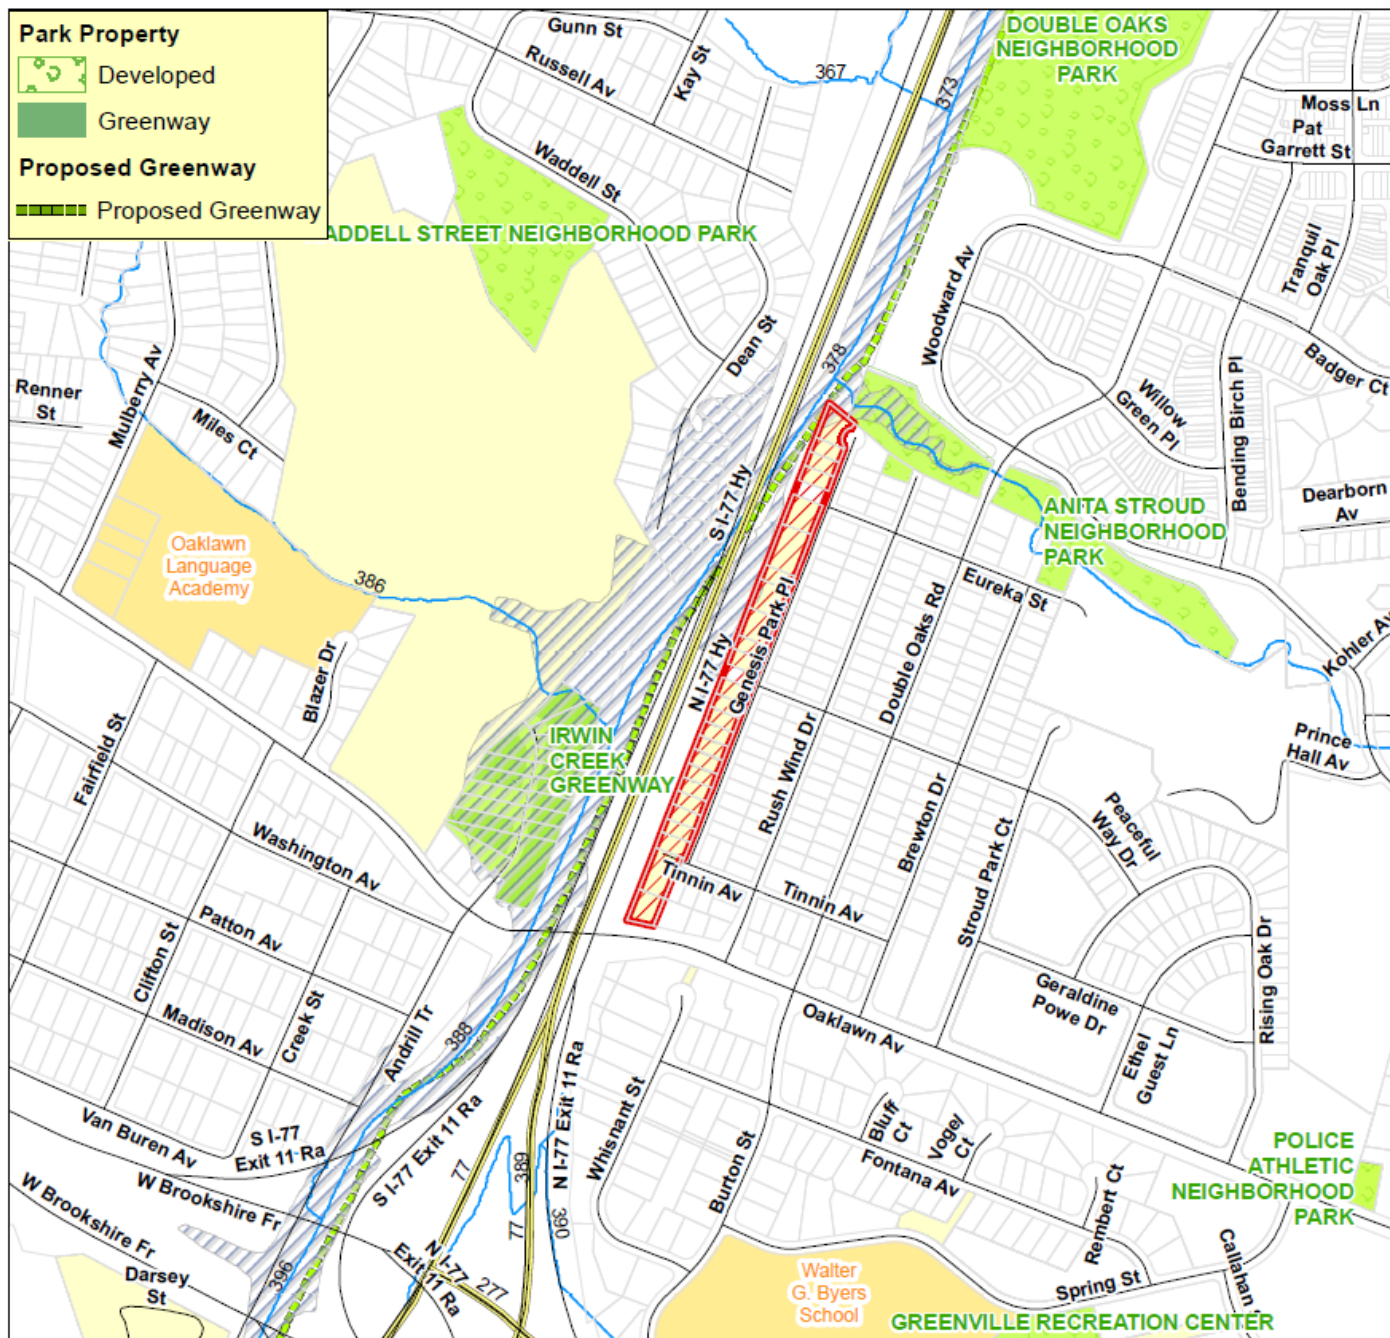 Park Property
Developed
Greenway
Proposed Greenway
Proposed Greenway
Gunn St
Russell Av
Kay St
367
373
DOUBLE OAKS
NEIGHBORHOOD
PARK
Moss Ln
Pat
Garrett St
Waddell St
ADDELL STREET NEIGHBORHOOD PARK
Tranquil
Oak Pl
Woodward Av
Dean St
378
Badger Ct
Renner
St
Mulberry Av
Miles Ct
Willow
Green Pl
Bending Birch Pl
Dearborn
Av
S I-77 Hy
ANITA STROUD
NEIGHBORHOOD
PARK
Oaklawn
Language
Academy
386
Eureka St
Double Oaks Rd
Genesis Park Pl
N I-77 Hy
Kohler Av
Blazer Dr
Fairfield St
IRWIN
CREEK
GREENWAY
Rush Wind Dr
Prince
Hall Av
Brewton Dr
Peaceful
Way Dr
Stroud Park Ct
Washington Av
Tinnin Av
Tinnin Av
Patton Av
Clifton St
Rising Oak Dr
Geraldine
Powe Dr
Madison Av
Creek St
Andrill Tr
388
Oaklawn Av
Ethel
Guest Ln
Van Buren Av
S I-77
Exit 11 Ra
S I-77 Exit 11 Ra
77
389
77
N I-77 Exit 11 Ra
390
Whisnant St
Burton St
Bluff
Ct
Vogel
Ct
Fontana Av
POLICE
ATHLETIC
NEIGHBORHOOD
PARK
W Brookshire Fr
W Brookshire Fr
Rembert Ct
Darsey
St
396
N I-77
Exit 11 Ra
277
Walter
G. Byers
School
Spring St
Callahan S
GREENVILLE RECREATION CENTER